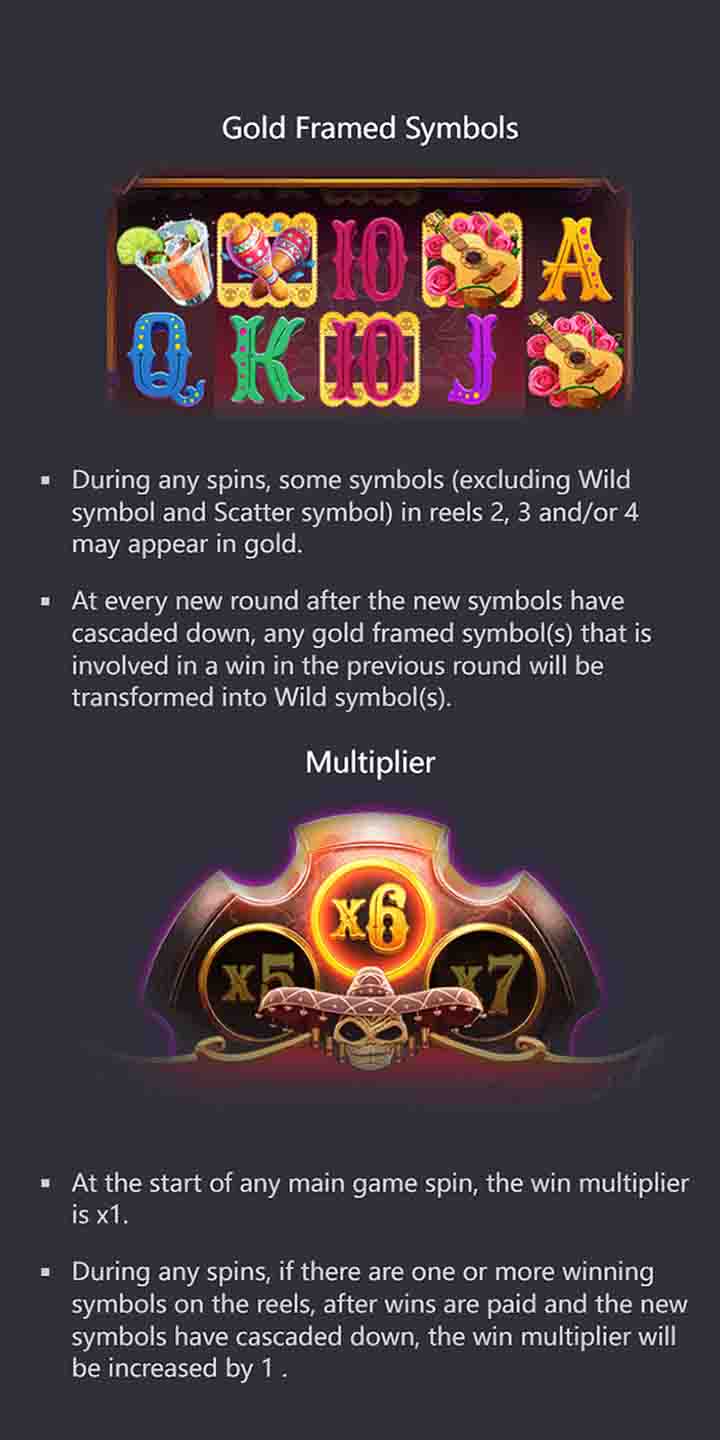 Gold Framed Symbols
10 A
Q K 10 J
▪ During any spins, some symbols (excluding Wild
symbol and Scatter symbol) in reels 2, 3 and/or 4
may appear in gold.
▪ At every new round after the new symbols have
cascaded down, any gold framed symbol(s) that is
involved in a win in the previous round will be
transformed into Wild symbol(s).
Multiplier
x5 x6 x7
▪ At the start of any main game spin, the win multiplier
is x1.
▪ During any spins, if there are one or more winning
symbols on the reels, after wins are paid and the new
symbols have cascaded down, the win multiplier will
be increased by 1 .